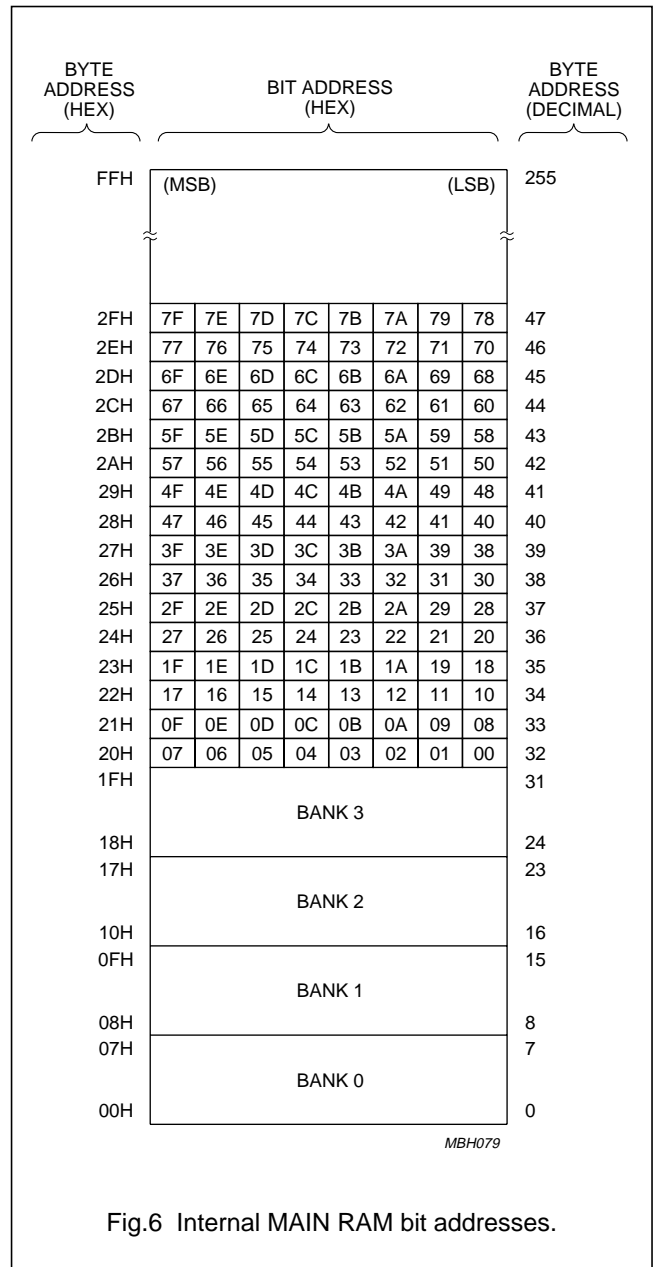 BYTE ADDRESS (HEX)
BIT ADDRESS (HEX)
BYTE ADDRESS (DECIMAL)
FFH (MSB) (LSB) 255
2FH 7F 7E 7D 7C 7B 7A 79 78 47
2EH 77 76 75 74 73 72 71 70 46
2DH 6F 6E 6D 6C 6B 6A 69 68 45
2CH 67 66 65 64 63 62 61 60 44
2BH 5F 5E 5D 5C 5B 5A 59 58 43
2AH 57 56 55 54 53 52 51 50 42
29H 4F 4E 4D 4C 4B 4A 49 48 41
28H 47 46 45 44 43 42 41 40 40
27H 3F 3E 3D 3C 3B 3A 39 38 39
26H 37 36 35 34 33 32 31 30 38
25H 2F 2E 2D 2C 2B 2A 29 28 37
24H 27 26 25 24 23 22 21 20 36
23H 1F 1E 1D 1C 1B 1A 19 18 35
22H 17 16 15 14 13 12 11 10 34
21H 0F 0E 0D 0C 0B 0A 09 08 33
20H 07 06 05 04 03 02 01 00 32
1FH 31
BANK 3
18H 24
17H 23
BANK 2
10H 16
0FH 15
BANK 1
08H 8
07H 7
BANK 0
00H 0
MBH079
Fig.6 Internal MAIN RAM bit addresses.